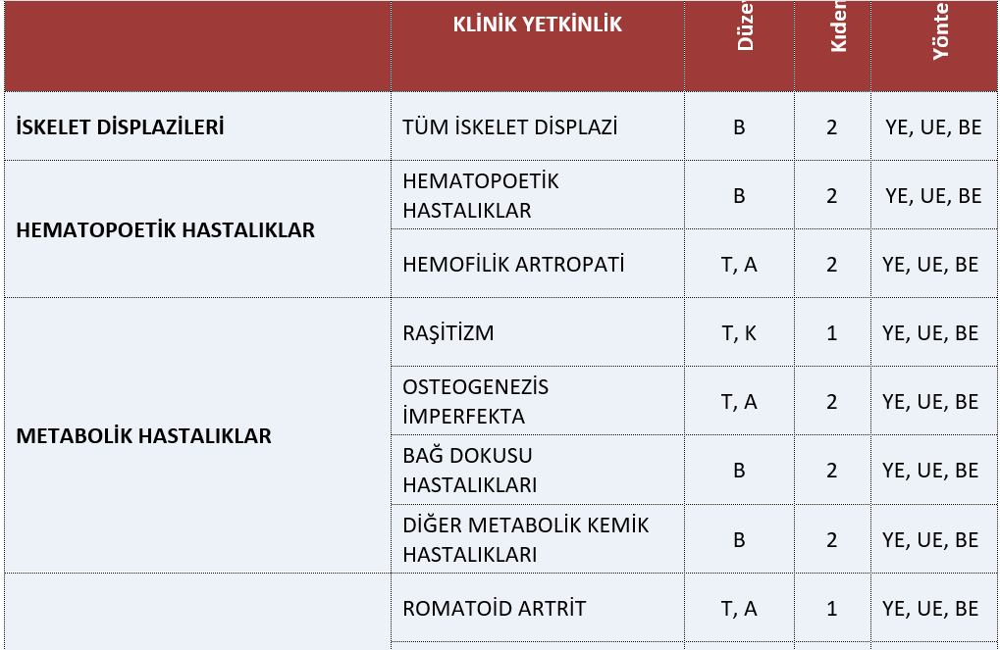 KLİNİK YETKİNLİK
İSKELET DİSPLAZİLERİ TÜM İSKELET DİSPLAZİ B 2 YE, UE, BE
HEMATOPOETİK HASTALIKLAR
HEMATOPOETİK
HASTALIKLAR
B 2 YE, UE, BE
HEMOFİLİK ARTROPATİ T, A 2 YE, UE, BE
METABOLİK HASTALIKLAR
RAŞİTİZM T, K 1 YE, UE, BE
OSTEOGENEZİS
İMPERFEKTA
T, A 2 YE, UE, BE
BAĞ DOKUSU
HASTALIKLARI
B 2 YE, UE, BE
DİĞER METABOLİK KEMİK
HASTALIKLARI
B 2 YE, UE, BE
ROMATOİD ARTRİT T, A 1 YE, UE, BE